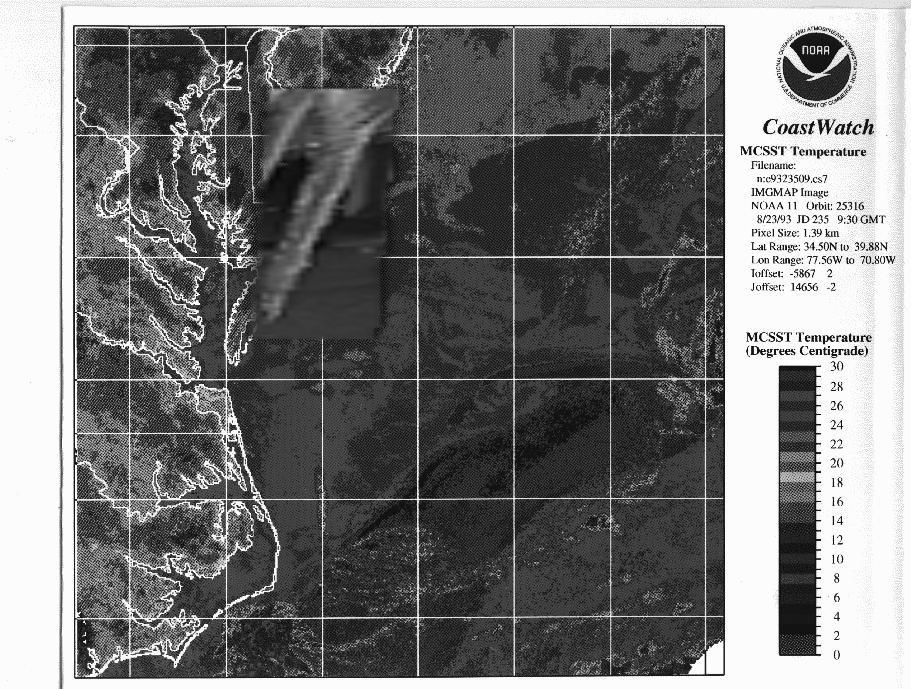 NATIONAL OCEANIC AND ATMOSPHERIC ADMINISTRATION
U.S. DEPARTMENT OF COMMERCE
NOAA
CoastWatch
MCSST Temperature
Filename:
n:c9323509.cs7
IMGMAP Image
NOAA 11 Orbit: 25316
8/23/93 JD 235 9:30 GMT
Pixel Size: 1.39 km
Lat Range: 34.50N to 39.88N
Lon Range: 77.56W to 70.80W
Ioffset: -5867 2
Joffset: 14656 -2
MCSST Temperature
(Degrees Centigrade)
30
28
26
24
22
20
18
16
14
12
10
8
6
4
2
0